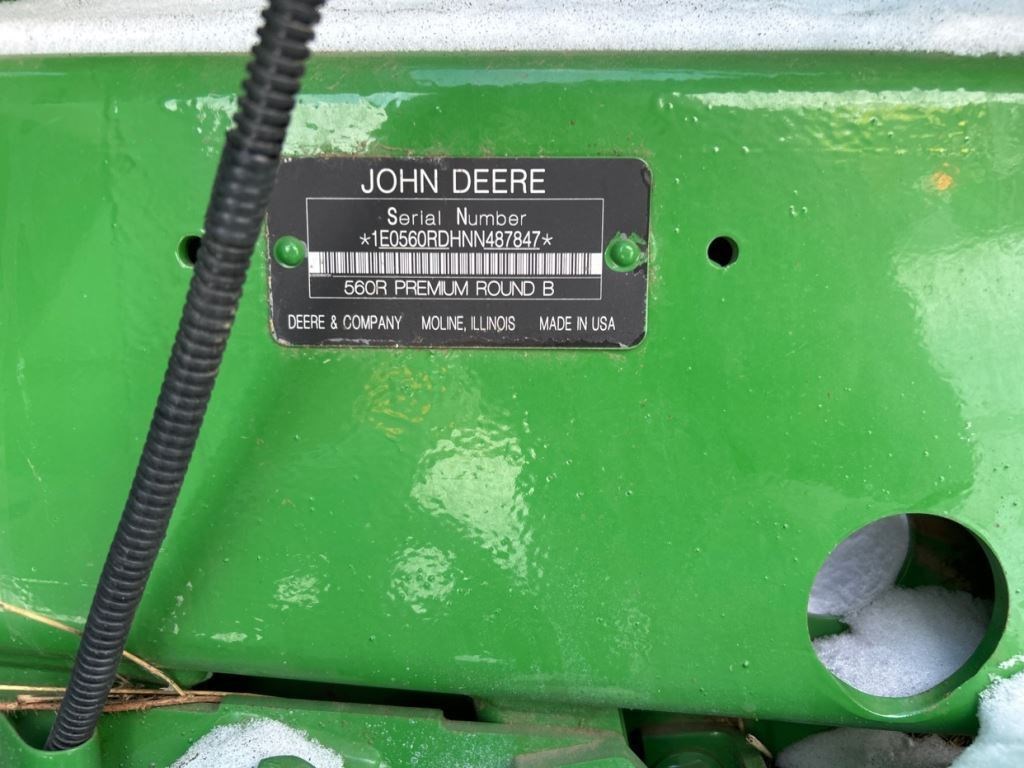 JOHN DEERE
Serial Number
*1E0560RDHNN487847*
560R PREMIUM ROUND B
DEERE & COMPANY MOLINE, ILLINOIS MADE IN USA